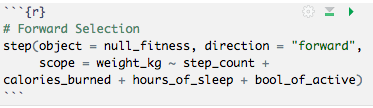 ```{r}
# Forward Selection
step(object = null_fitness, direction = "forward",
scope = weight_kg ~ step_count +
calories_burned + hours_of_sleep + bool_of_active)
```